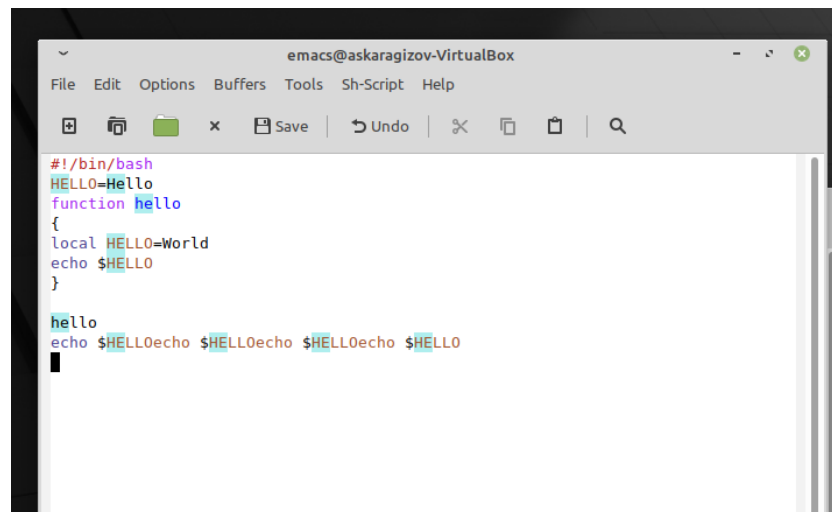 emacs@askaragizov-VirtualBox
File Edit Options Buffers Tools Sh-Script Help
Save Undo
#!/bin/bash
HELLO=Hello
function hello
{
local HELLO=World
echo $HELLO
}
hello
echo $HELLOecho $HELLOecho $HELLOecho $HELLO